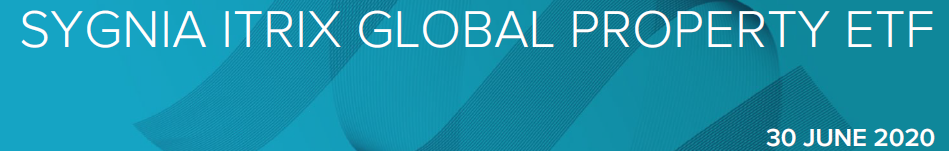 SYGNIA ITRIX GLOBAL PROPERTY ETF
30 JUNE 2020